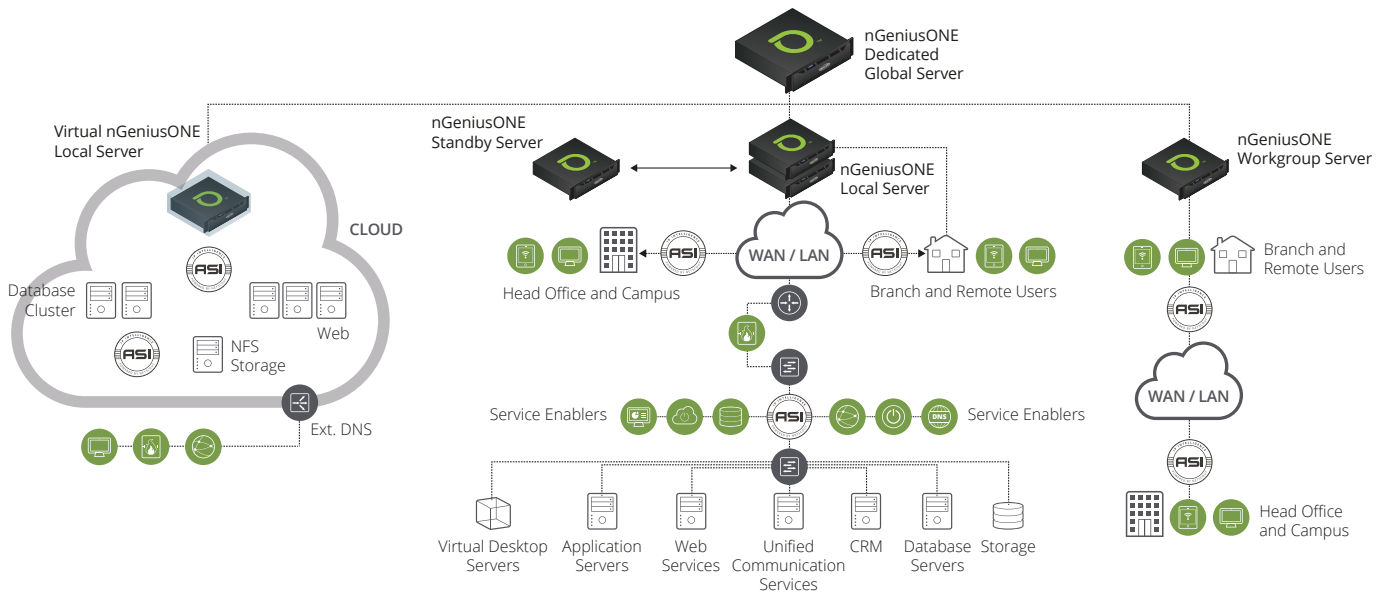 nGeniusONE
Dedicated
Global Server
Virtual nGeniusONE
Local Server
nGeniusONE
Standby Server
nGeniusONE
Local Server
nGeniusONE
Workgroup Server
CLOUD
ASI
Database
Cluster
Web
ASI
NFS
Storage
Ext. DNS
ASI
WAN / LAN
ASI
Head Office and Campus
Branch and Remote Users
Service Enablers
ASI
DNS
Service Enablers
Virtual Desktop
Servers
Application
Servers
Web
Services
Unified
Communication
Services
CRM
Database
Servers
Storage
Branch and
Remote Users
ASI
WAN / LAN
ASI
Head Office
and Campus